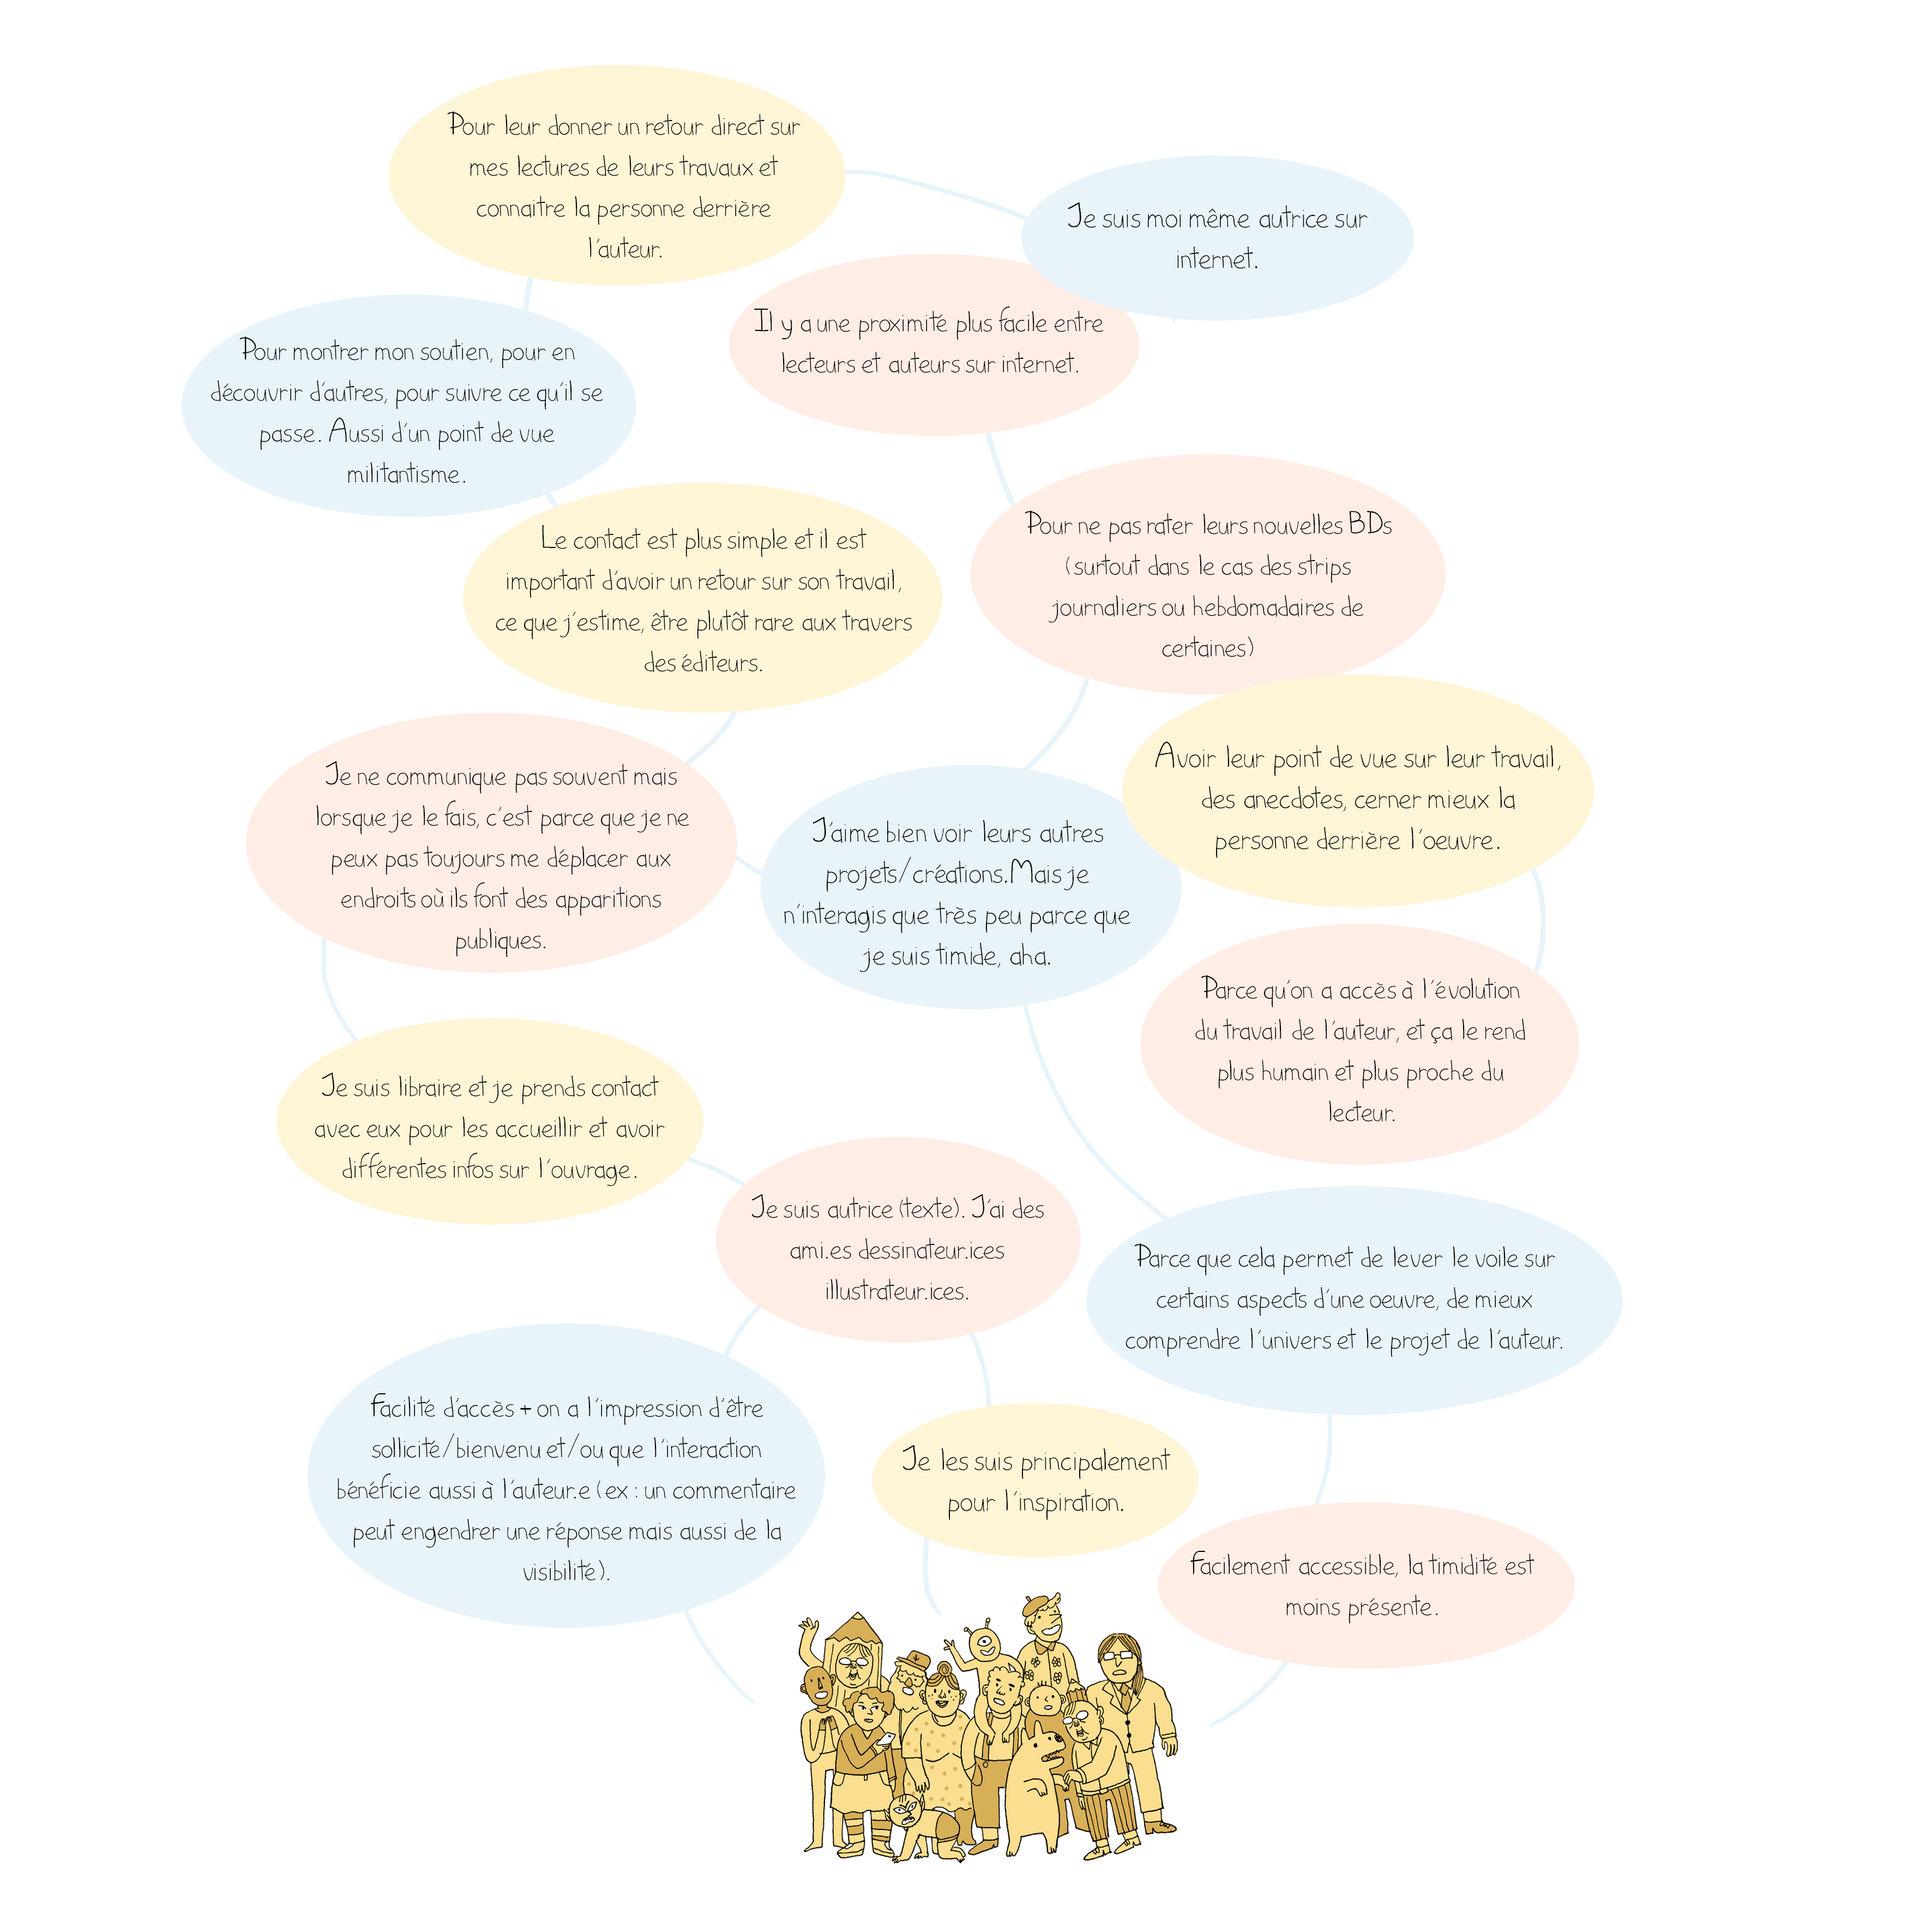 Pour leur donner un retour direct sur
mes lectures de leurs travaux et
connaitre la personne derrière
l'auteur.
Je suis moi même autrice sur
internet.
Il y a une proximité plus facile entre
lecteurs et auteurs sur internet.
Pour montrer mon soutien, pour en
découvrir d'autres, pour suivre ce qu'il se
passe. Aussi d'un point de vue
militantisme.
Le contact est plus simple et il est
important d'avoir un retour sur son travail,
ce que j'estime, être plutôt rare aux travers
des éditeurs.
Pour ne pas rater leurs nouvelles BDs
(surtout dans le cas des strips
journaliers ou hebdomadaires de
certaines)
Je ne communique pas souvent mais
lorsque je le fais, c'est parce que je ne
peux pas toujours me déplacer aux
endroits où ils font des apparitions
publiques.
J'aime bien voir leurs autres
projets/créations.Mais je
n'interagis que très peu parce que
je suis timide, aha.
Avoir leur point de vue sur leur travail,
des anecdotes, cerner mieux la
personne derrière l'oeuvre.
Parce qu'on a accès à l'évolution
du travail de l'auteur, et ça le rend
plus humain et plus proche du
lecteur.
Je suis libraire et je prends contact
avec eux pour les accueillir et avoir
différentes infos sur l'ouvrage.
Je suis autrice (texte). J'ai des
ami.es dessinateur.ices
illustrateur.ices.
Parce que cela permet de lever le voile sur
certains aspects d'une oeuvre, de mieux
comprendre l'univers et le projet de l'auteur.
Facilité d'accès + on a l'impression d'être
sollicité/bienvenu et/ou que l'interaction
bénéficie aussi à l'auteur.e (ex : un commentaire
peut engendrer une réponse mais aussi de la
visibilité).
Je les suis principalement
pour l'inspiration.
Facilement accessible, la timidité est
moins présente.